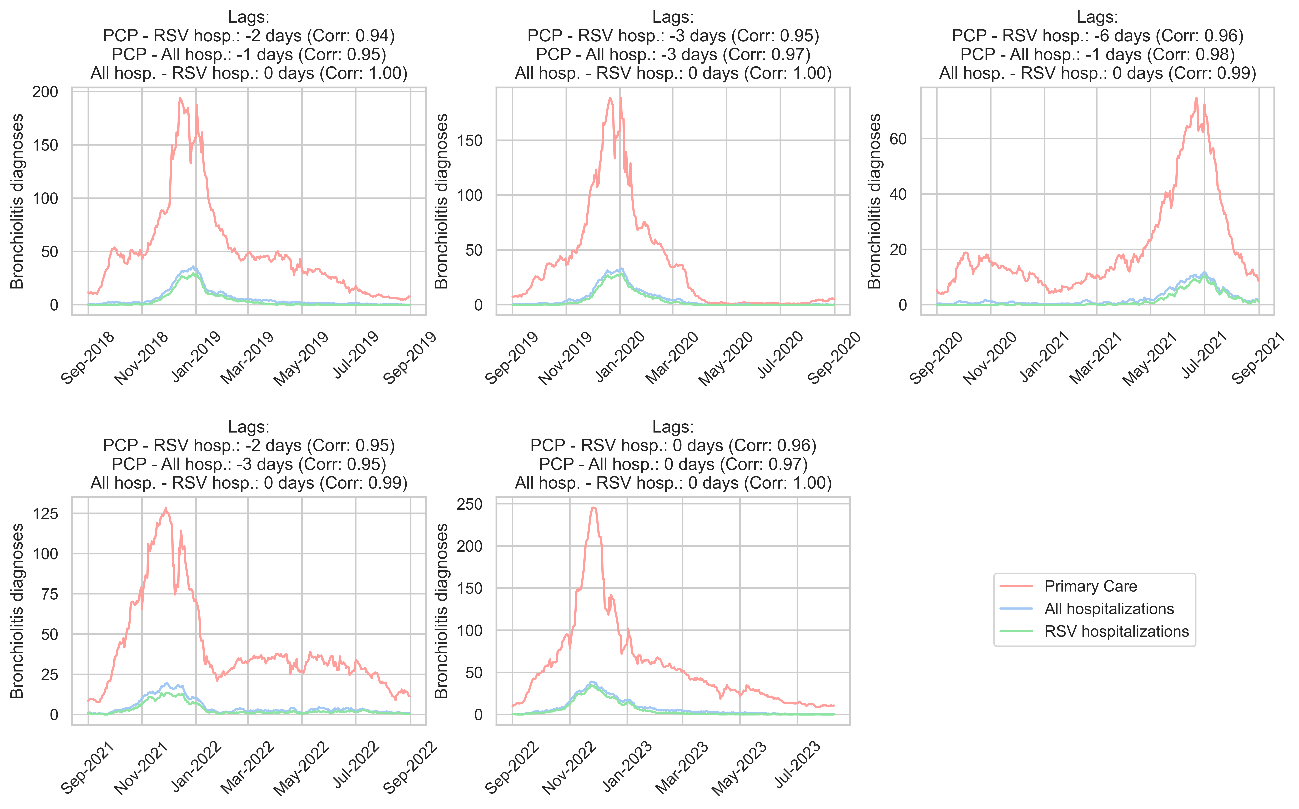 Lags:
PCP - RSV hosp.: -2 days (Corr: 0.94)
PCP - All hosp.: -1 days (Corr: 0.95)
All hosp. - RSV hosp.: 0 days (Corr: 1.00)
200
150
100
50
0
Bronchiolitis diagnoses
Sep-2018
Nov-2018
Jan-2019
Mar-2019
May-2019
Jul-2019
Sep-2019
Lags:
PCP - RSV hosp.: -3 days (Corr: 0.95)
PCP - All hosp.: -3 days (Corr: 0.97)
All hosp. - RSV hosp.: 0 days (Corr: 1.00)
150
100
50
0
Bronchiolitis diagnoses
Sep-2019
Nov-2019
Jan-2020
Mar-2020
May-2020
Jul-2020
Sep-2020
Lags:
PCP - RSV hosp.: -6 days (Corr: 0.96)
PCP - All hosp.: -1 days (Corr: 0.98)
All hosp. - RSV hosp.: 0 days (Corr: 0.99)
60
40
20
0
Bronchiolitis diagnoses
Sep-2020
Nov-2020
Jan-2021
Mar-2021
May-2021
Jul-2021
Sep-2021
Lags:
PCP - RSV hosp.: -2 days (Corr: 0.95)
PCP - All hosp.: -3 days (Corr: 0.95)
All hosp. - RSV hosp.: 0 days (Corr: 0.99)
125
100
75
50
25
0
Bronchiolitis diagnoses
Sep-2021
Nov-2021
Jan-2022
Mar-2022
May-2022
Jul-2022
Sep-2022
Lags:
PCP - RSV hosp.: 0 days (Corr: 0.96)
PCP - All hosp.: 0 days (Corr: 0.97)
All hosp. - RSV hosp.: 0 days (Corr: 1.00)
250
200
150
100
50
0
Bronchiolitis diagnoses
Sep-2022
Nov-2022
Jan-2023
Mar-2023
May-2023
Jul-2023
Primary Care
All hospitalizations
RSV hospitalizations